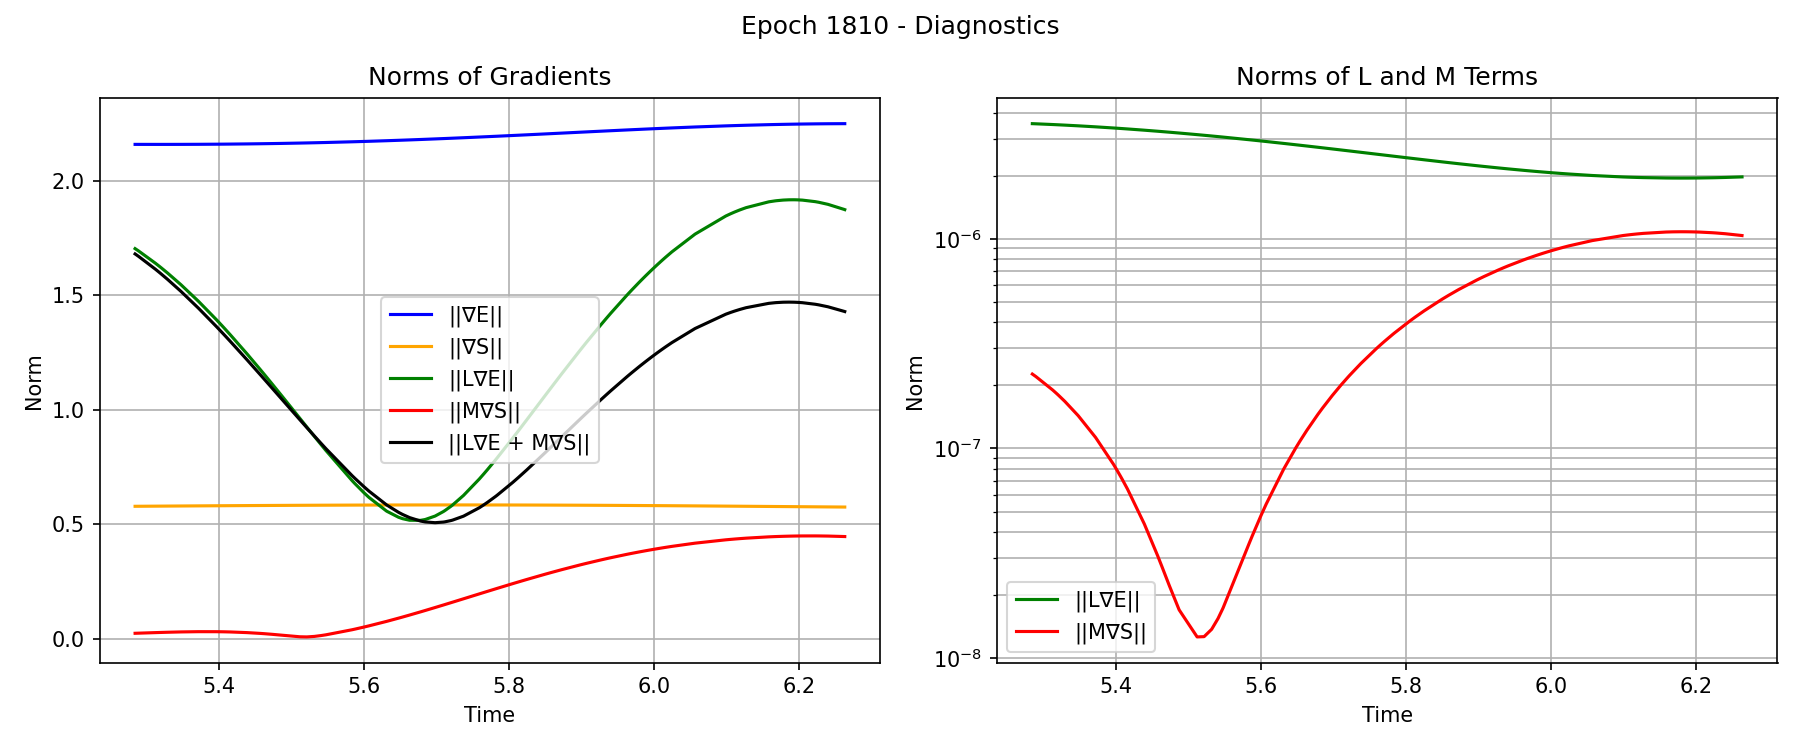 Epoch 1810 - Diagnostics
Norms of Gradients
Norm
2.0
1.5
1.0
0.5
0.0
||∇E||
||∇S||
||L∇E||
||M∇S||
||L∇E + M∇S||
5.4 5.6 5.8 6.0 6.2
Time
Norms of L and M Terms
Norm
10⁻⁶
10⁻⁷
10⁻⁸
||L∇E||
||M∇S||
5.4 5.6 5.8 6.0 6.2
Time